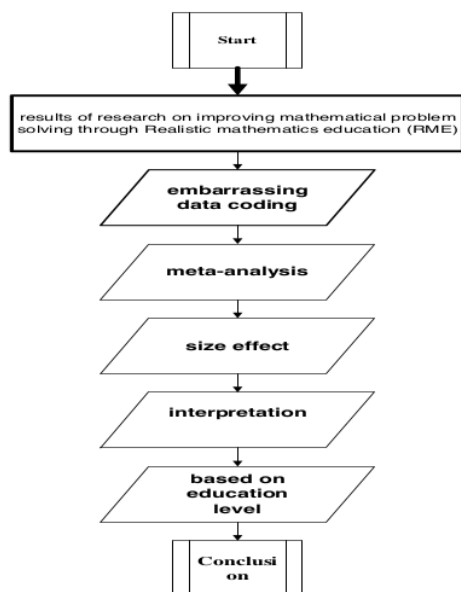 Start
results of research on improving mathematical problem
solving through Realistic mathematics education (RME)
embarrassing
data coding
meta-analysis
size effect
interpretation
based on
education
level
Conclusi
on